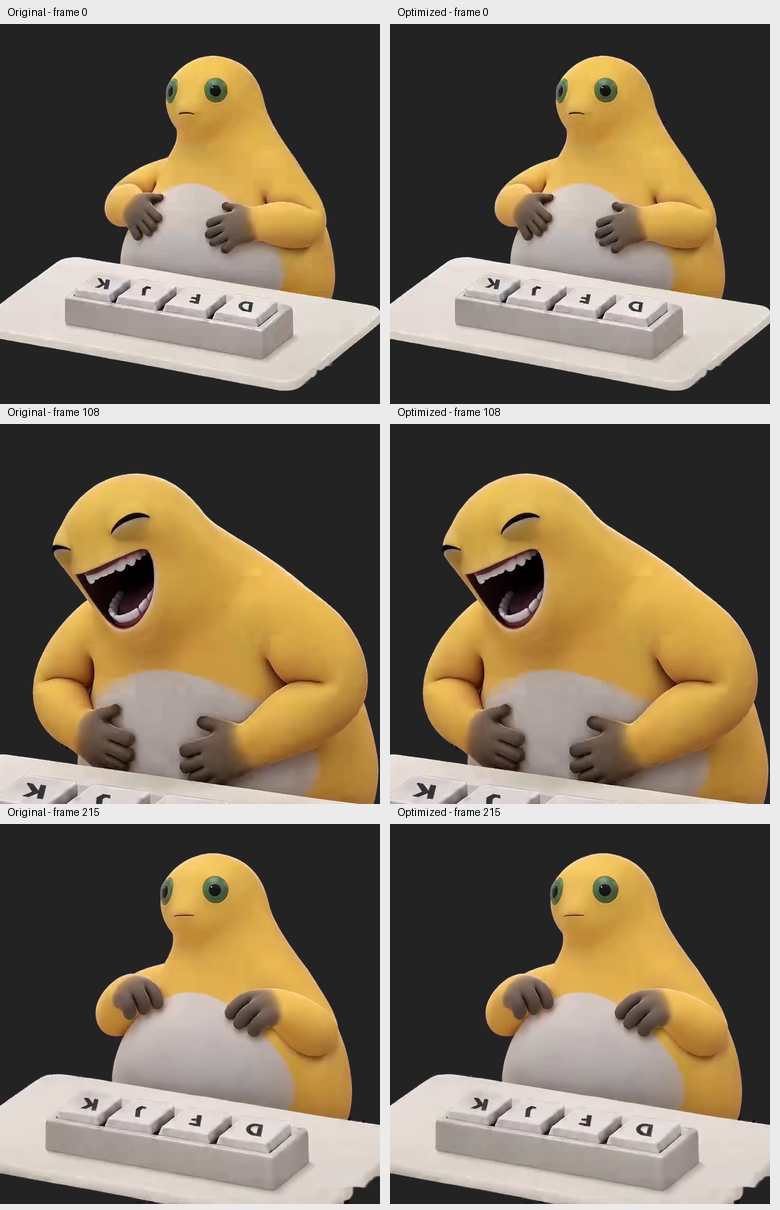 Original - frame 0
Optimized - frame 0
K J F D
K J F D
Original - frame 108
Optimized - frame 108
K J
K J
Original - frame 215
Optimized - frame 215
K J F D
K J F D